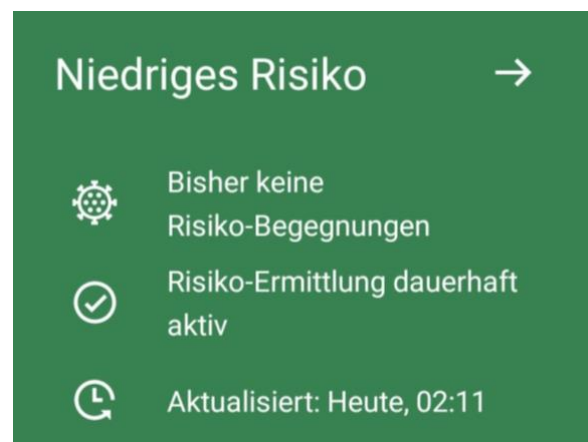 Niedriges Risiko
Bisher keine
Risiko-Begegnungen
Risiko-Ermittlung dauerhaft
aktiv
Aktualisiert: Heute, 02:11